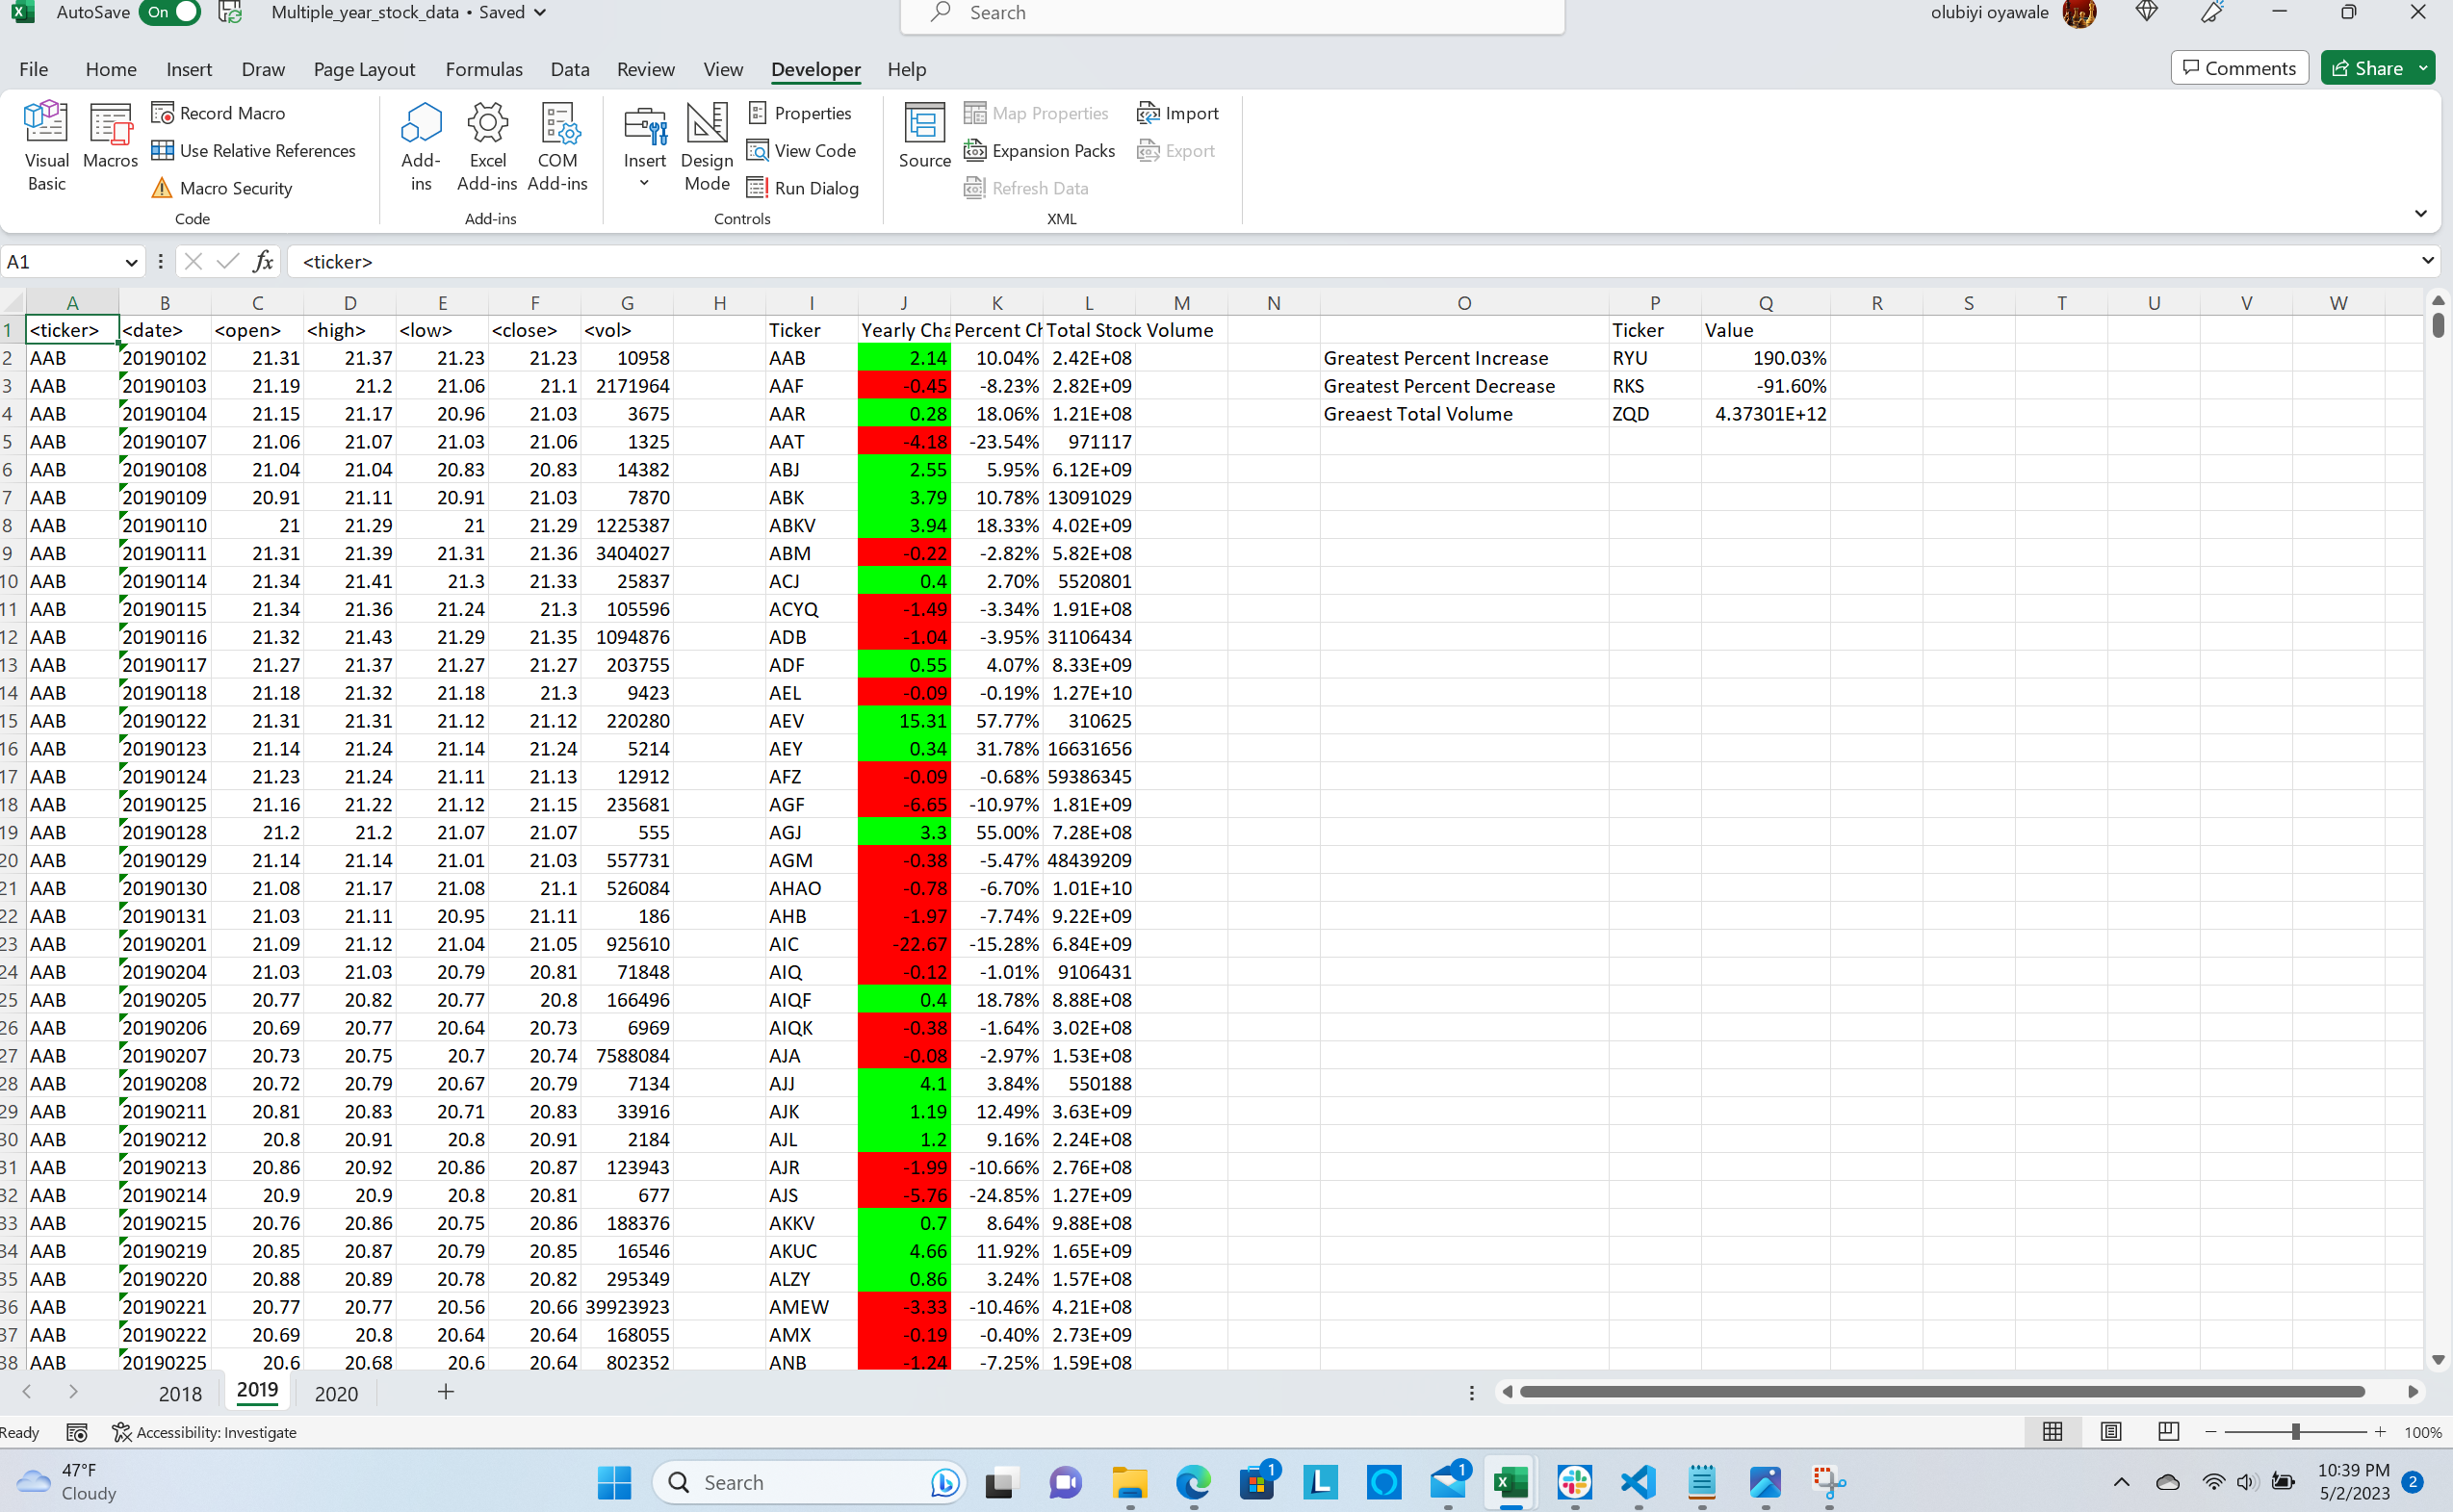 AutoSave On Multiple_year_stock_data • Saved Search olubiyi oyawale
File Home Insert Draw Page Layout Formulas Data Review View Developer Help Comments Share
Visual Basic Macros Record Macro Use Relative References Macro Security Code
Add-ins Excel Add-ins COM Add-ins Add-ins
Insert Design Mode Properties View Code Run Dialog Controls
Source Map Properties Expansion Packs Refresh Data Import Export XML
A1 fx <ticker>
A B C D E F G H I J K L M N O P Q R S T U V W
1 <ticker> <date> <open> <high> <low> <close> <vol> Ticker Yearly Cha Percent Ch Total Stock Volume Ticker Value
2 AAB 20190102 21.31 21.37 21.23 21.23 10958 AAB 2.14 10.04% 2.42E+08 Greatest Percent Increase RYU 190.03%
3 AAB 20190103 21.19 21.2 21.06 21.1 2171964 AAF -0.45 -8.23% 2.82E+09 Greatest Percent Decrease RKS -91.60%
4 AAB 20190104 21.15 21.17 20.96 21.03 3675 AAR 0.28 18.06% 1.21E+08 Greaest Total Volume ZQD 4.37301E+12
5 AAB 20190107 21.06 21.07 21.03 21.06 1325 AAT -4.18 -23.54% 971117
6 AAB 20190108 21.04 21.04 20.83 20.83 14382 ABJ 2.55 5.95% 6.12E+09
7 AAB 20190109 20.91 21.11 20.91 21.03 7870 ABK 3.79 10.78% 13091029
8 AAB 20190110 21 21.29 21 21.29 1225387 ABKV 3.94 18.33% 4.02E+09
9 AAB 20190111 21.31 21.39 21.31 21.36 3404027 ABM -0.22 -2.82% 5.82E+08
10 AAB 20190114 21.34 21.41 21.3 21.33 25837 ACJ 0.4 2.70% 5520801
11 AAB 20190115 21.34 21.36 21.24 21.3 105596 ACYQ -1.49 -3.34% 1.91E+08
12 AAB 20190116 21.32 21.43 21.29 21.35 1094876 ADB -1.04 -3.95% 31106434
13 AAB 20190117 21.27 21.37 21.27 21.27 203755 ADF 0.55 4.07% 8.33E+09
14 AAB 20190118 21.18 21.32 21.18 21.3 9423 AEL -0.09 -0.19% 1.27E+10
15 AAB 20190122 21.31 21.31 21.12 21.12 220280 AEV 15.31 57.77% 310625
16 AAB 20190123 21.14 21.24 21.14 21.24 5214 AEY 0.34 31.78% 16631656
17 AAB 20190124 21.23 21.24 21.11 21.13 12912 AFZ -0.09 -0.68% 59386345
18 AAB 20190125 21.16 21.22 21.12 21.15 235681 AGF -6.65 -10.97% 1.81E+09
19 AAB 20190128 21.2 21.2 21.07 21.07 555 AGJ 3.3 55.00% 7.28E+08
20 AAB 20190129 21.14 21.14 21.01 21.03 557731 AGM -0.38 -5.47% 48439209
21 AAB 20190130 21.08 21.17 21.08 21.1 526084 AHAO -0.78 -6.70% 1.01E+10
22 AAB 20190131 21.03 21.11 20.95 21.11 186 AHB -1.97 -7.74% 9.22E+09
23 AAB 20190201 21.09 21.12 21.04 21.05 925610 AIC -22.67 -15.28% 6.84E+09
24 AAB 20190204 21.03 21.03 20.79 20.81 71848 AIQ -0.12 -1.01% 9106431
25 AAB 20190205 20.77 20.82 20.77 20.8 166496 AIQF 0.4 18.78% 8.88E+08
26 AAB 20190206 20.69 20.77 20.64 20.73 6969 AIQK -0.38 -1.64% 3.02E+08
27 AAB 20190207 20.73 20.75 20.7 20.74 7588084 AJA -0.08 -2.97% 1.53E+08
28 AAB 20190208 20.72 20.79 20.67 20.79 7134 AJJ 4.1 3.84% 550188
29 AAB 20190211 20.81 20.83 20.71 20.83 33916 AJK 1.19 12.49% 3.63E+09
30 AAB 20190212 20.8 20.91 20.8 20.91 2184 AJL 1.2 9.16% 2.24E+08
31 AAB 20190213 20.86 20.92 20.86 20.87 123943 AJR -1.99 -10.66% 2.76E+08
32 AAB 20190214 20.9 20.9 20.8 20.81 677 AJS -5.76 -24.85% 1.27E+09
33 AAB 20190215 20.76 20.86 20.75 20.86 188376 AKKV 0.7 8.64% 9.88E+08
34 AAB 20190219 20.85 20.87 20.79 20.85 16546 AKUC 4.66 11.92% 1.65E+09
35 AAB 20190220 20.88 20.89 20.78 20.82 295349 ALZY 0.86 3.24% 1.57E+08
36 AAB 20190221 20.77 20.77 20.56 20.66 39923923 AMEW -3.33 -10.46% 4.21E+08
37 AAB 20190222 20.69 20.8 20.64 20.64 168055 AMX -0.19 -0.40% 2.73E+09
38 AAB 20190225 20.6 20.68 20.6 20.64 802352 ANB -1.24 -7.25% 1.59E+08
2018 2019 2020
Ready Accessibility: Investigate 100%
47°F Cloudy Search 1 1 10:39 PM 5/2/2023 2